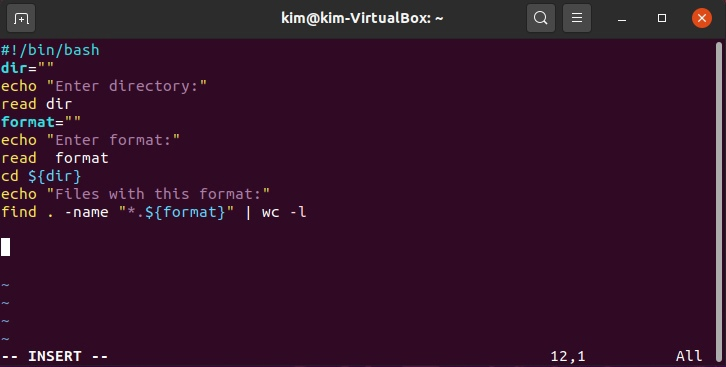 kim@kim-VirtualBox: ~
#!/bin/bash
dir=""
echo "Enter directory:"
read dir
format=""
echo "Enter format:"
read  format
cd ${dir}
echo "Files with this format:"
find . -name "*.${format}" | wc -l
~
~
~
~
-- INSERT -- 12,1 All